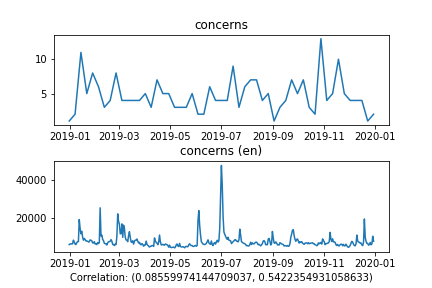 concerns
10
5
2019-01 2019-03 2019-05 2019-07 2019-09 2019-11 2020-01
concerns (en)
40000
20000
2019-01 2019-03 2019-05 2019-07 2019-09 2019-11 2020-01
Correlation: (0.08559974144709037, 0.5422354931058633)